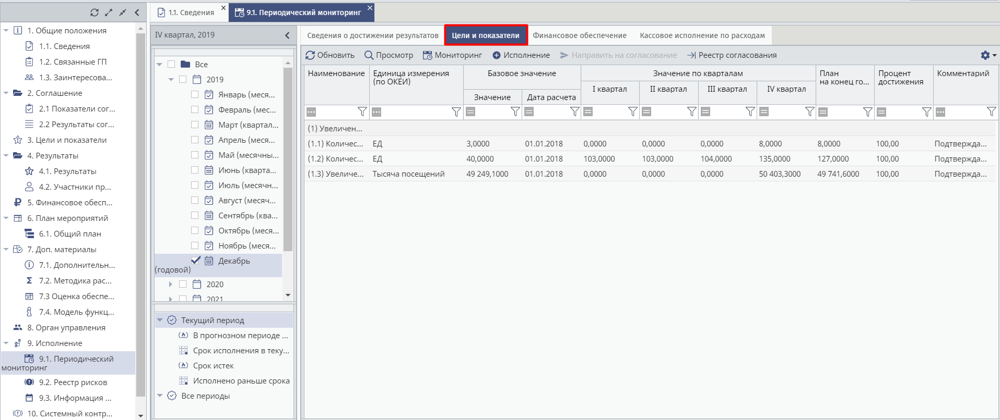 1. Общие положения
1.1. Сведения
1.2. Связанные ГП
1.3. Заинтересова...
2. Соглашение
2.1 Показатели сог...
2.2 Результаты сог...
3. Цели и показатели
4. Результаты
4.1. Результаты
4.2. Участники пр...
5. Финансовое обесп...
6. План мероприятий
6.1. Общий план
7. Доп. материалы
7.1. Дополнительн...
7.2. Методика рас...
7.3 Оценка обеспе...
7.4. Модель функц...
8. Орган управления
9. Исполнение
9.1. Периодический
мониторинг
9.2. Реестр рисков
9.3. Информация ...
10. Системный контр...
1.1. Сведения
9.1. Периодический мониторинг
IV квартал, 2019
Все
2019
Январь (меся...
Февраль (мес...
Март (квартал...
Апрель (меся...
Май (месячны...
Июнь (кварта...
Июль (месячн...
Август (месяч...
Сентябрь (ква...
Октябрь (меся...
Ноябрь (меся...
Декабрь
(годовой)
2020
2021
Текущий период
В прогнозном периоде ...
Срок исполнения в теку...
Срок истек
Исполнено раньше срока
Все периоды
Сведения о достижении результатов Цели и показатели Финансовое обеспечение Кассовое исполнение по расходам
Обновить Просмотр Мониторинг Исполнение Направить на согласование Реестр согласования
Наименование Единица измерения (по ОКЕИ) Базовое значение Значение по кварталам План на конец го... Процент достижения Комментарий
Значение Дата расчета I квартал II квартал III квартал IV квартал
(1) Увеличен...
(1.1) Количес... ЕД 3,0000 01.01.2018 0,0000 0,0000 0,0000 8,0000 8,0000 100,00 Подтвержда...
(1.2) Количес... ЕД 40,0000 01.01.2018 103,0000 103,0000 104,0000 135,0000 127,0000 100,00 Подтвержда...
(1.3) Увеличе... Тысяча посещений 49 249,1000 01.01.2018 0,0000 0,0000 0,0000 50 403,3000 49 741,6000 100,00 Подтвержда...